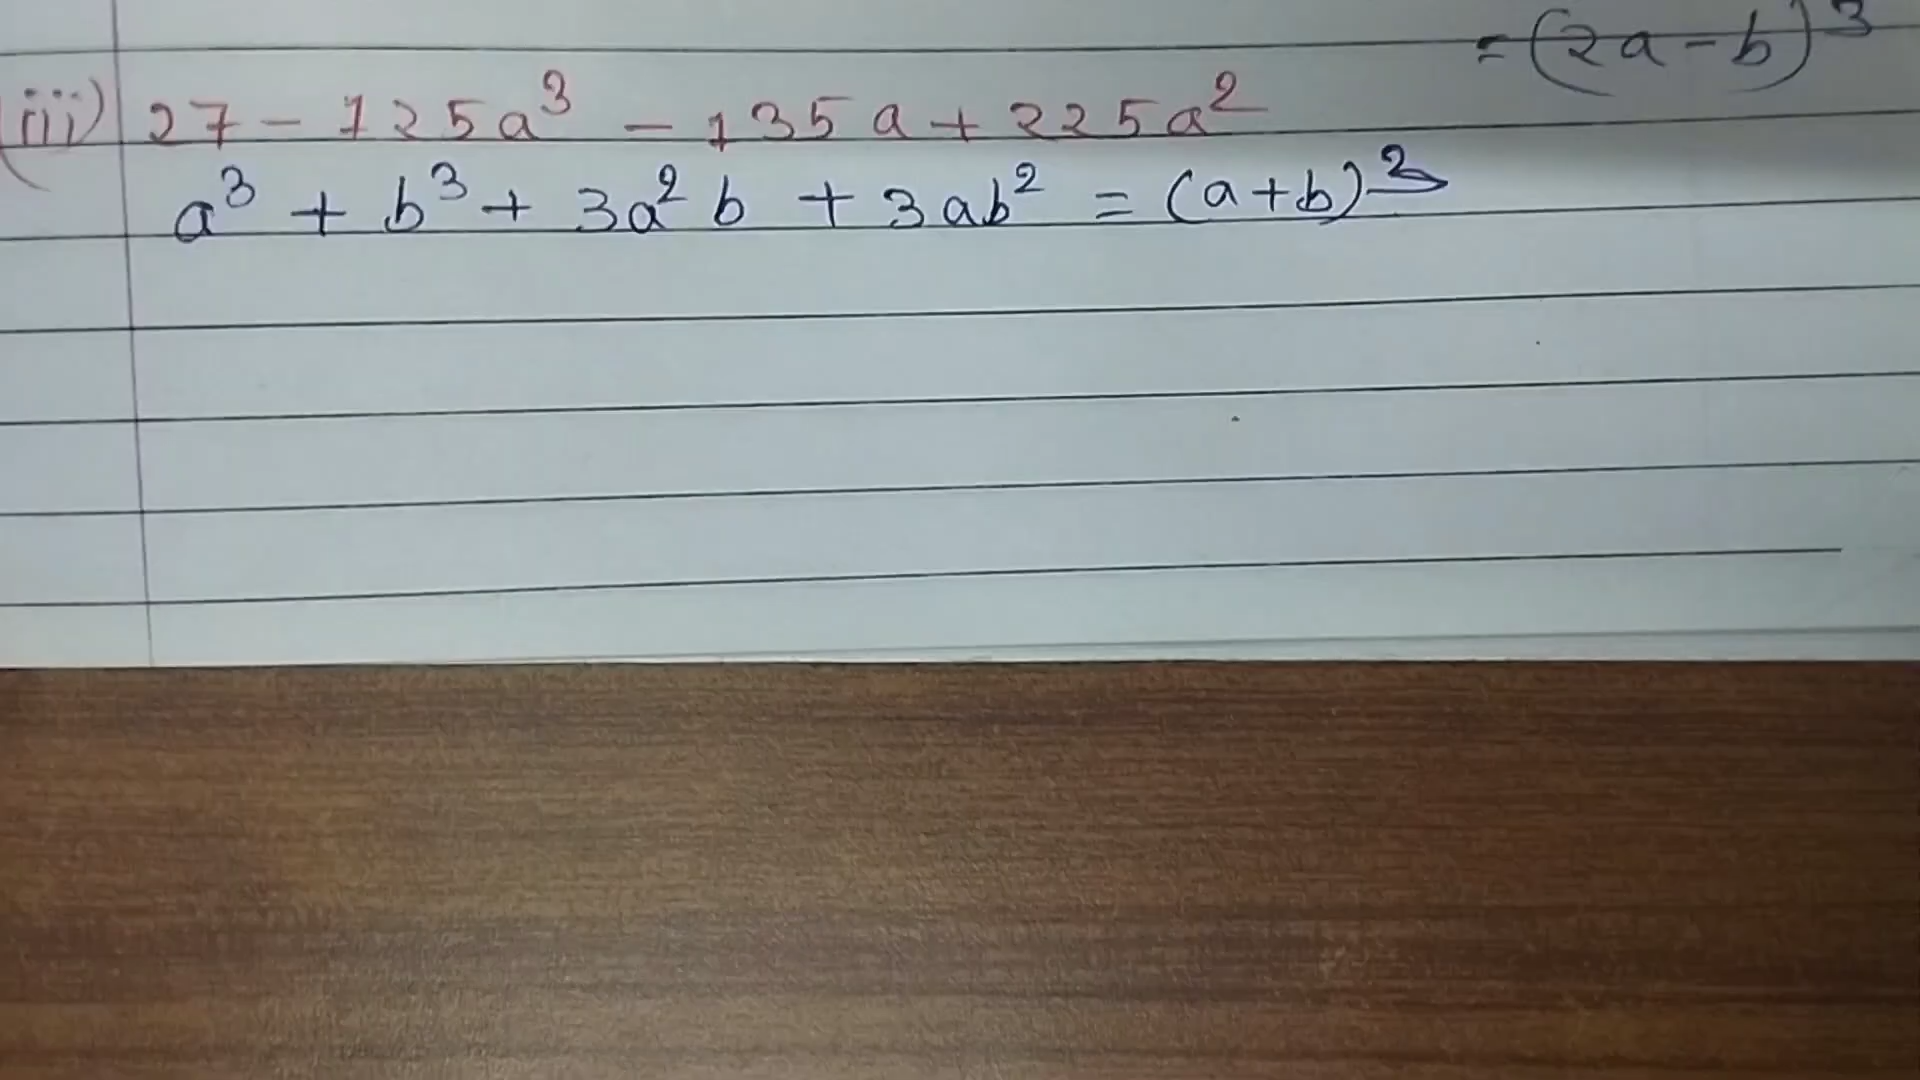 = (2a - b)³
(iii) 27 - 125a³ - 135a + 225a²
a³ + b³ + 3a²b + 3ab² = (a+b)³